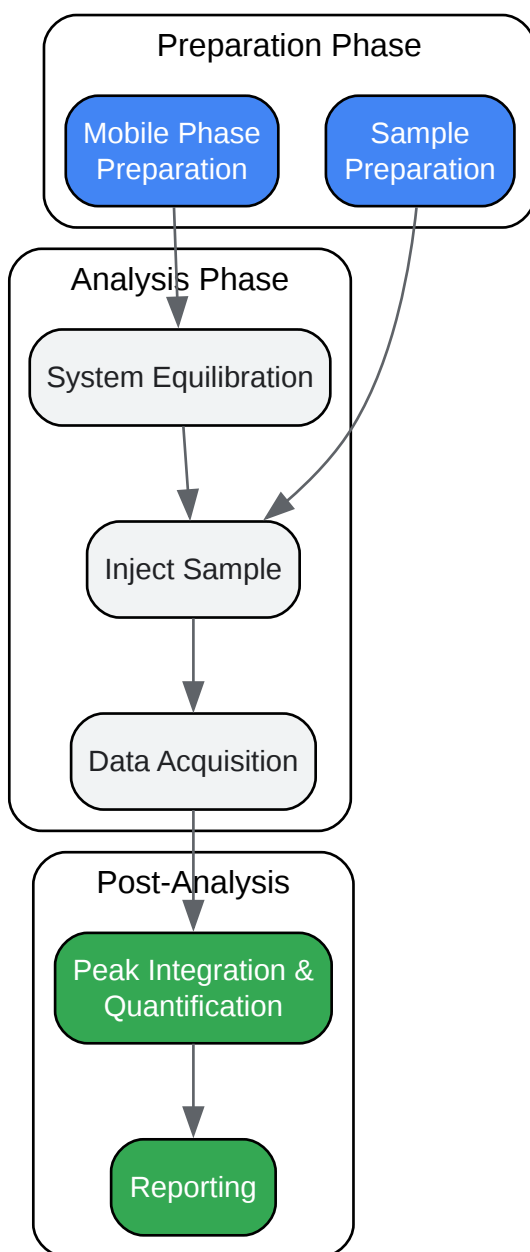 Preparation Phase
Mobile Phase
Preparation
Sample
Preparation
Analysis Phase
System Equilibration
Inject Sample
Data Acquisition
Post-Analysis
Peak Integration &
Quantification
Reporting